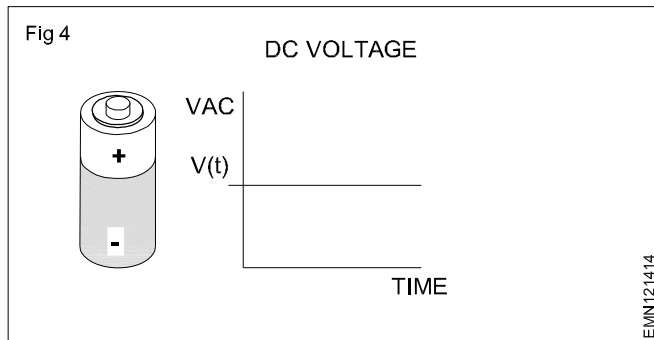 Fig 4
DC VOLTAGE
VAC
V(t)
+
-
TIME
EMN121414